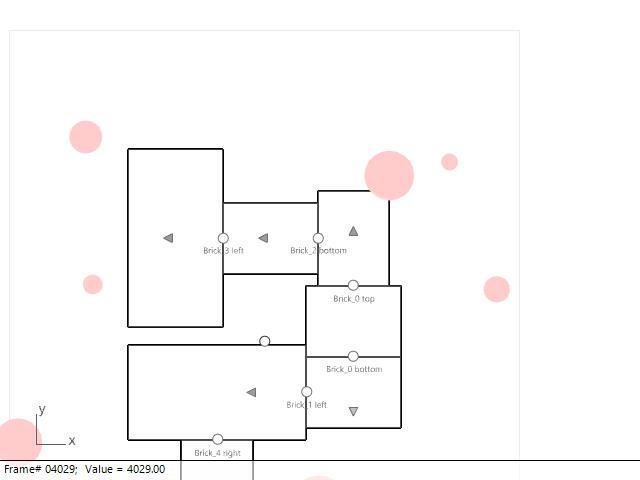 Brick_3 left
Brick_2 bottom
Brick_0 top
Brick_0 bottom
Brick_1 left
y
x
Brick_4 right
Frame# 04029; Value = 4029.00